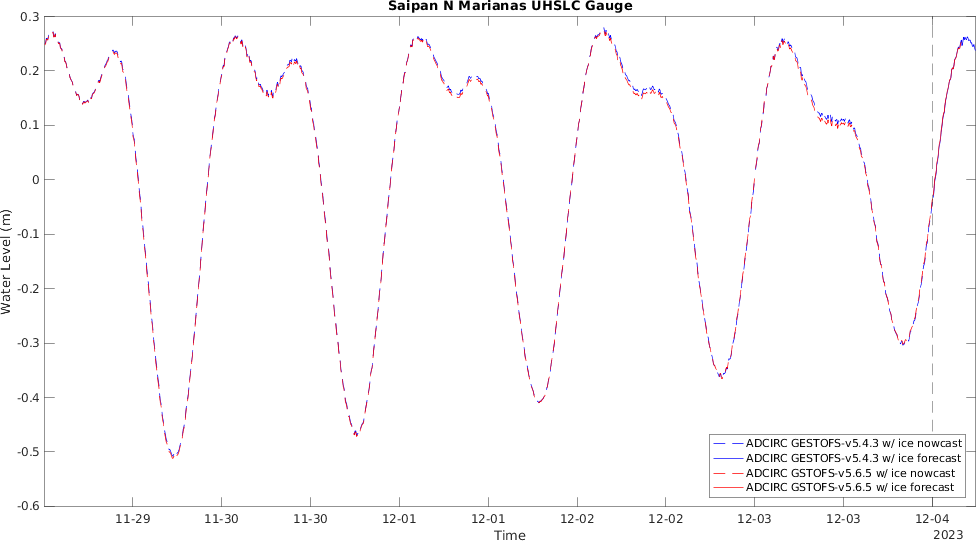 Saipan N Marianas UHSLC Gauge
0.3
0.2
0.1
0
-0.1
-0.2
-0.3
-0.4
-0.5
-0.6
Water Level (m)
ADCIRC GESTOFS-v5.4.3 w/ ice nowcast
ADCIRC GESTOFS-v5.4.3 w/ ice forecast
ADCIRC GSTOFS-v5.6.5 w/ ice nowcast
ADCIRC GSTOFS-v5.6.5 w/ ice forecast
11-29 11-30 11-30 12-01 12-01 12-02 12-02 12-03 12-03 12-04
Time 2023